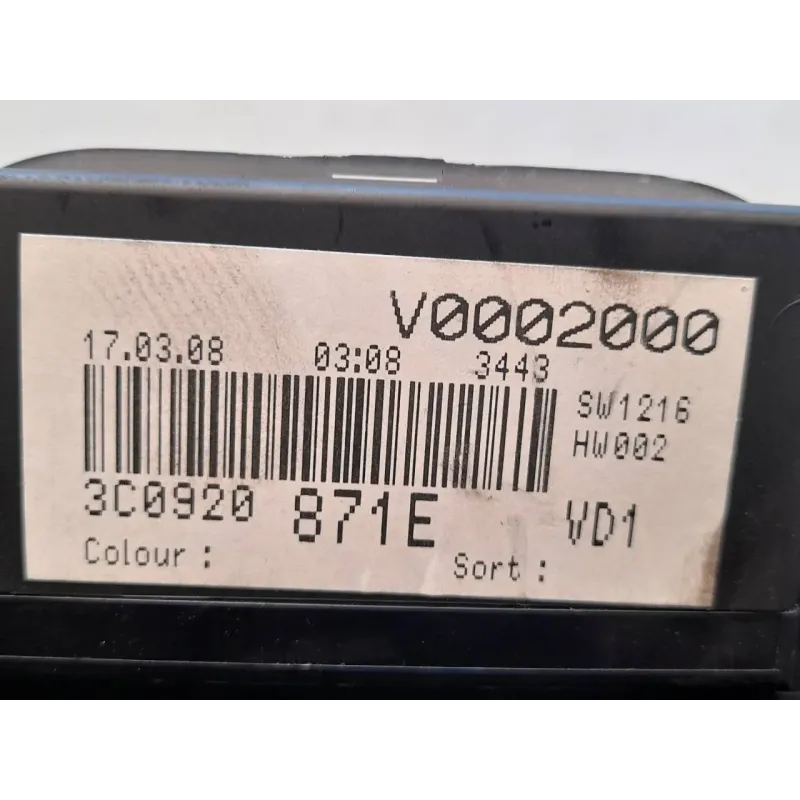 V0002000
17.03.08 03:08 3443
SW1216
HW002
3C0920 871E VD1
Colour : Sort :